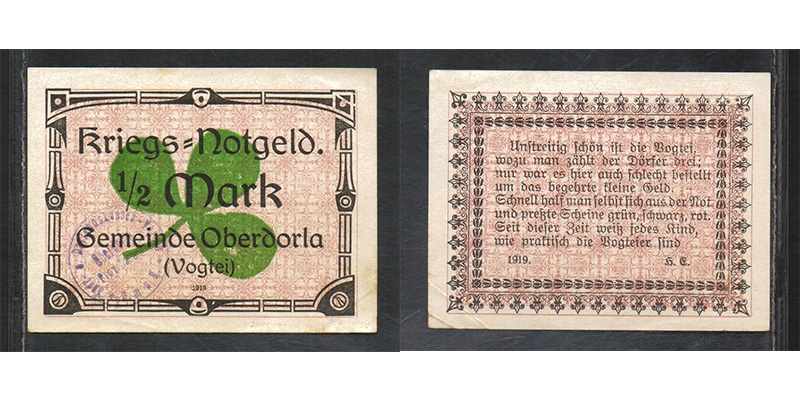 Kriegs=Notgeld.
1/2 Mark
Gemeinde Oberdorla
(Vogtei)
1919
Unstreitig schön ist die Vogtei,
wozu man zählt der Dörfer drei;
nur war es hier auch schlecht bestellt
um das begehrte kleine Geld.
Schnell half man selbst sich aus der Not
und preßte Scheine grün, schwarz, rot.
Seit dieser Zeit weiß jedes Kind,
wie praktisch die Vogteier sind
1919. H. E.